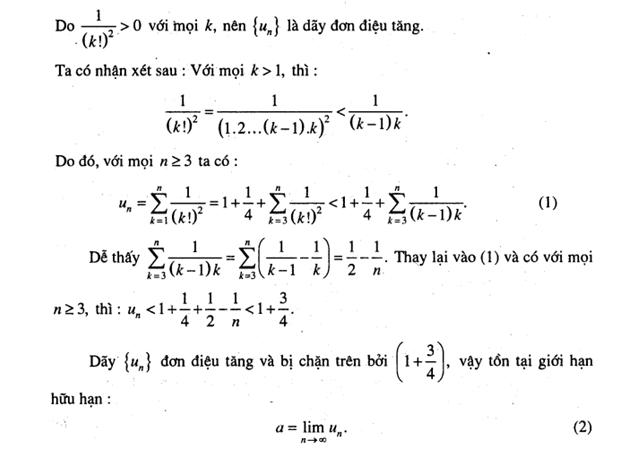 Do \frac{1}{(k!)^2} > 0 với mọi k, nên {u_n} là dãy đơn điệu tăng.
Ta có nhận xét sau : Với mọi k > 1, thì :
\frac{1}{(k!)^2} = \frac{1}{(1.2...(k-1).k)^2} < \frac{1}{(k-1)k}.
Do đó, với mọi n ≥ 3 ta có :
u_n = \sum_{k=1}^{n} \frac{1}{(k!)^2} = 1 + \frac{1}{4} + \sum_{k=3}^{n} \frac{1}{(k!)^2} < 1 + \frac{1}{4} + \sum_{k=3}^{n} \frac{1}{(k-1)k}. (1)
Dễ thấy \sum_{k=3}^{n} \frac{1}{(k-1)k} = \sum_{k=3}^{n} \left( \frac{1}{k-1} - \frac{1}{k} \right) = \frac{1}{2} - \frac{1}{n}. Thay lại vào (1) và có với mọi
n ≥ 3, thì : u_n < 1 + \frac{1}{4} + \frac{1}{2} - \frac{1}{n} < 1 + \frac{3}{4}.
Dãy {u_n} đơn điệu tăng và bị chặn trên bởi \left( 1 + \frac{3}{4} \right), vậy tồn tại giới hạn
hữu hạn :
a = \lim_{n→∞} u_n. (2)